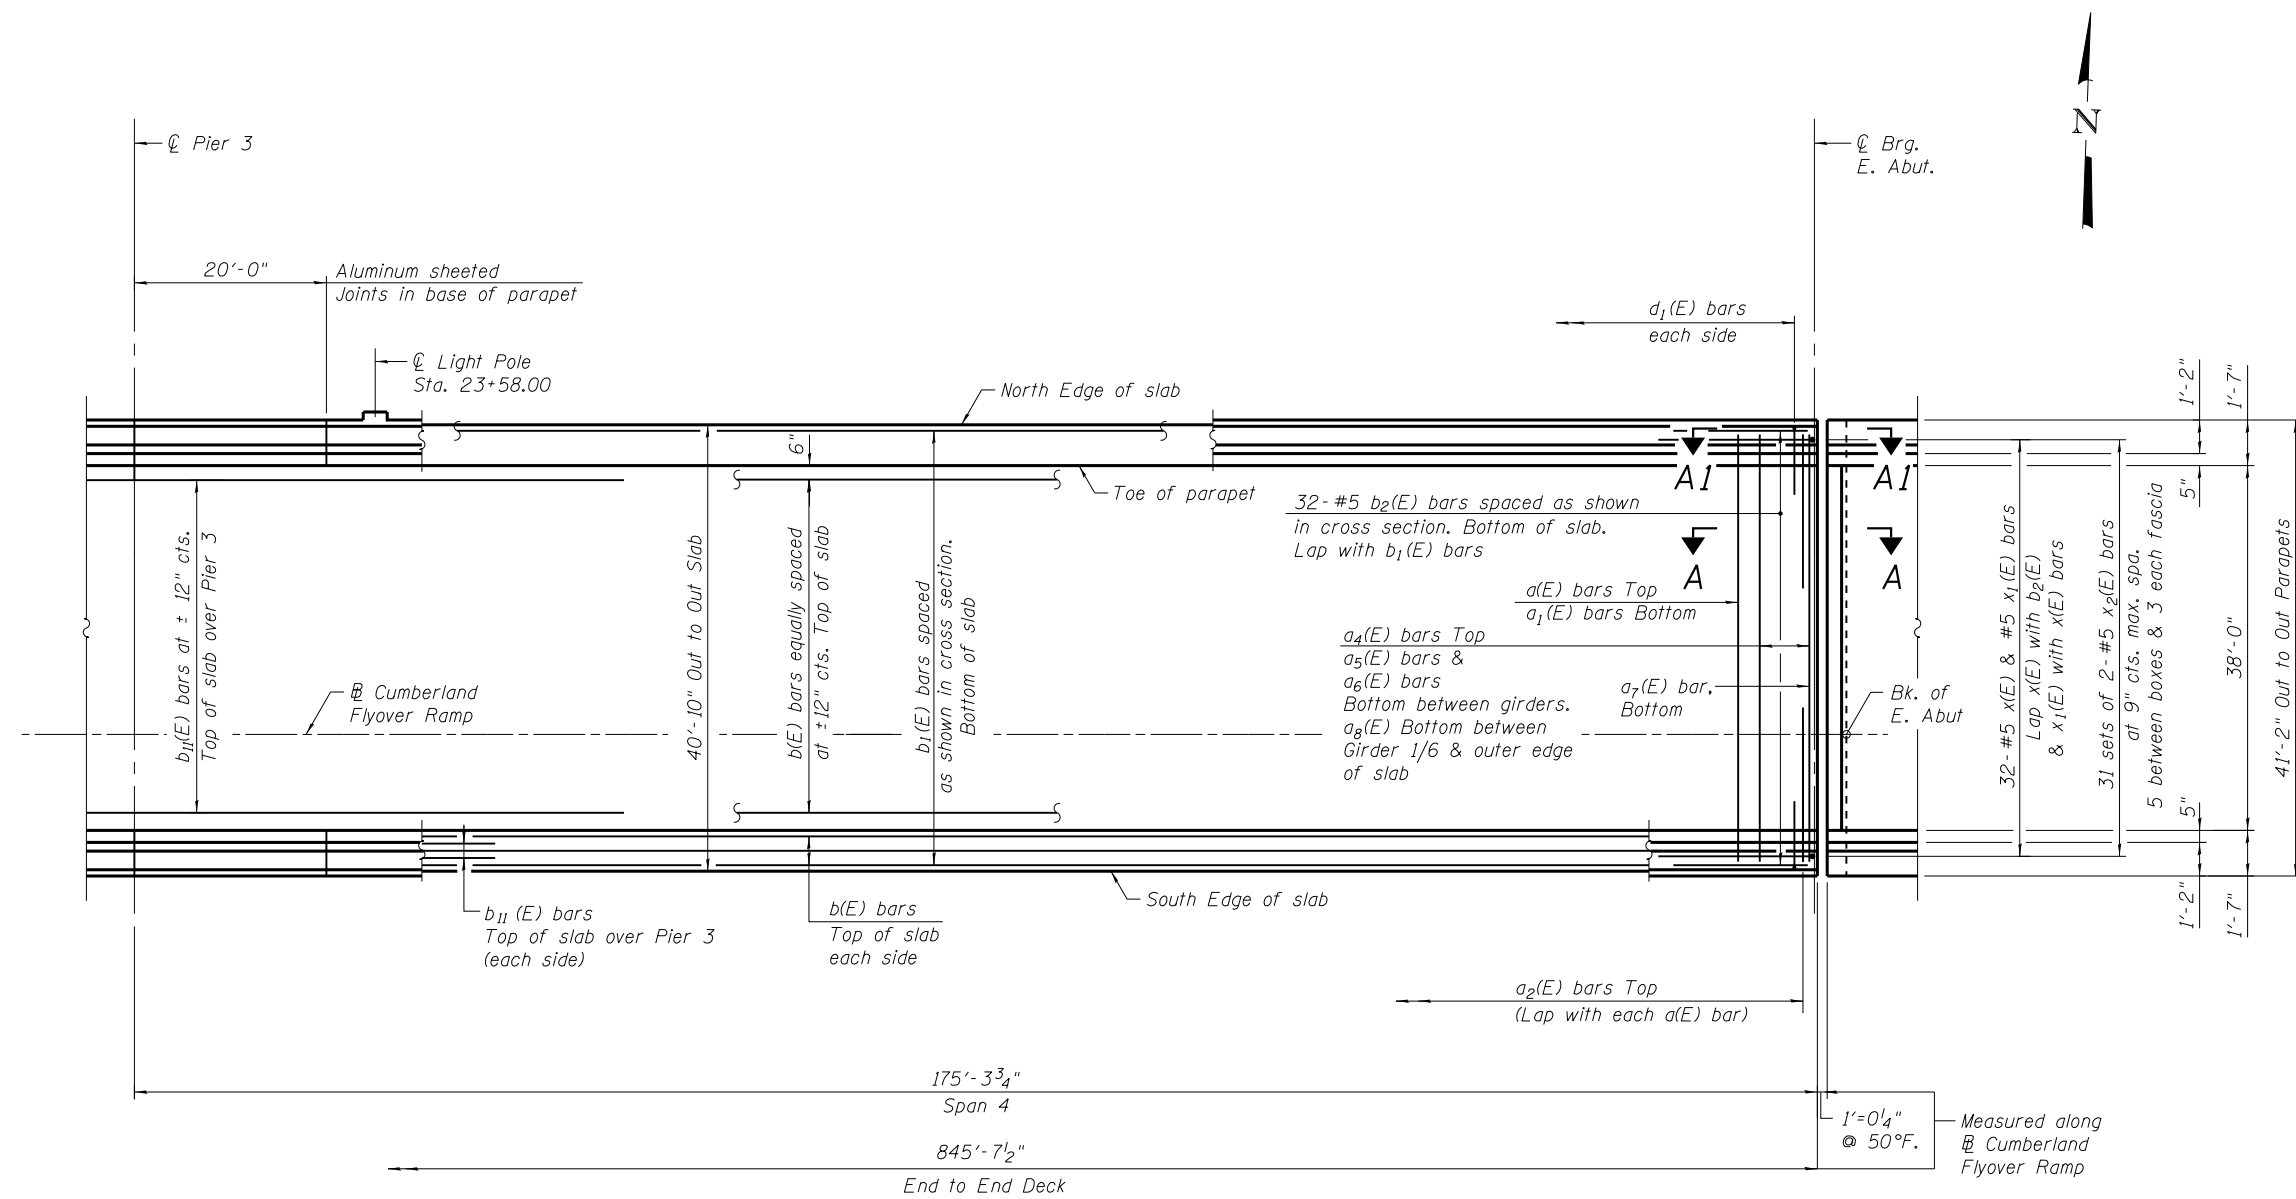 N
℄ Pier 3
℄ Brg.
E. Abut.
20'-0"
Aluminum sheeted
Joints in base of parapet
d1(E) bars
each side
℄ Light Pole
Sta. 23+58.00
North Edge of slab
1'-2"
1'-7"
6"
A1
A1
Toe of parapet
5"
32-#5 b2(E) bars spaced as shown
in cross section. Bottom of slab.
Lap with b1(E) bars
A
A
b11(E) bars at ± 12" cts.
Top of slab over Pier 3
40'-10" Out to Out Slab
b(E) bars equally spaced
at ±12" cts. Top of slab
b1(E) bars spaced
as shown in cross section.
Bottom of slab
a(E) bars Top
a1(E) bars Bottom
a4(E) bars Top
a5(E) bars &
a6(E) bars
Bottom between girders.
a8(E) Bottom between
Girder 1/6 & outer edge
of slab
a7(E) bar,
Bottom
Bk. of
E. Abut
32-#5 x(E) & #5 x1(E) bars
Lap x(E) with b2(E)
& x1(E) with x(E) bars
31 sets of 2-#5 x2(E) bars
at 9" cts. max. spa.
5 between boxes & 3 each fascia
38'-0"
41'-2" Out to Out Parapets
PL Cumberland
Flyover Ramp
5"
1'-2"
1'-7"
b11 (E) bars
Top of slab over Pier 3
(each side)
b(E) bars
Top of slab
each side
South Edge of slab
a2(E) bars Top
(Lap with each a(E) bar)
175'-3 3/4"
Span 4
1'=0 1/4"
@ 50°F.
Measured along
PL Cumberland
Flyover Ramp
845'-7 1/2"
End to End Deck